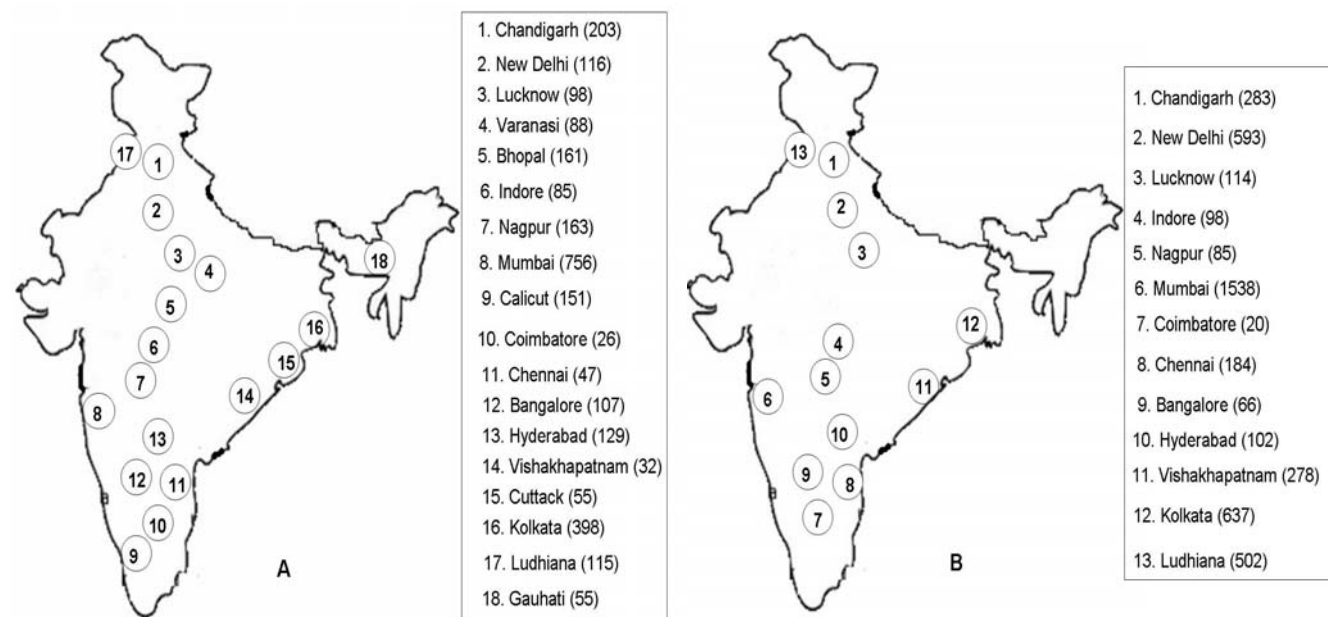 1. Chandigarh (203)
2. New Delhi (116)
3. Lucknow (98)
4. Varanasi (88)
5. Bhopal (161)
6. Indore (85)
7. Nagpur (163)
8. Mumbai (756)
9. Calicut (151)
10. Coimbatore (26)
11. Chennai (47)
12. Bangalore (107)
13. Hyderabad (129)
14. Vishakhapatnam (32)
15. Cuttack (55)
16. Kolkata (398)
17. Ludhiana (115)
18. Gauhati (55)
17
1
2
3
4
18
5
16
6
15
7
14
8
13
12
11
10
9
A
1. Chandigarh (283)
2. New Delhi (593)
3. Lucknow (114)
4. Indore (98)
5. Nagpur (85)
6. Mumbai (1538)
7. Coimbatore (20)
8. Chennai (184)
9. Bangalore (66)
10. Hyderabad (102)
11. Vishakhapatnam (278)
12. Kolkata (637)
13. Ludhiana (502)
13
1
2
3
12
4
5
11
6
10
9
8
7
B